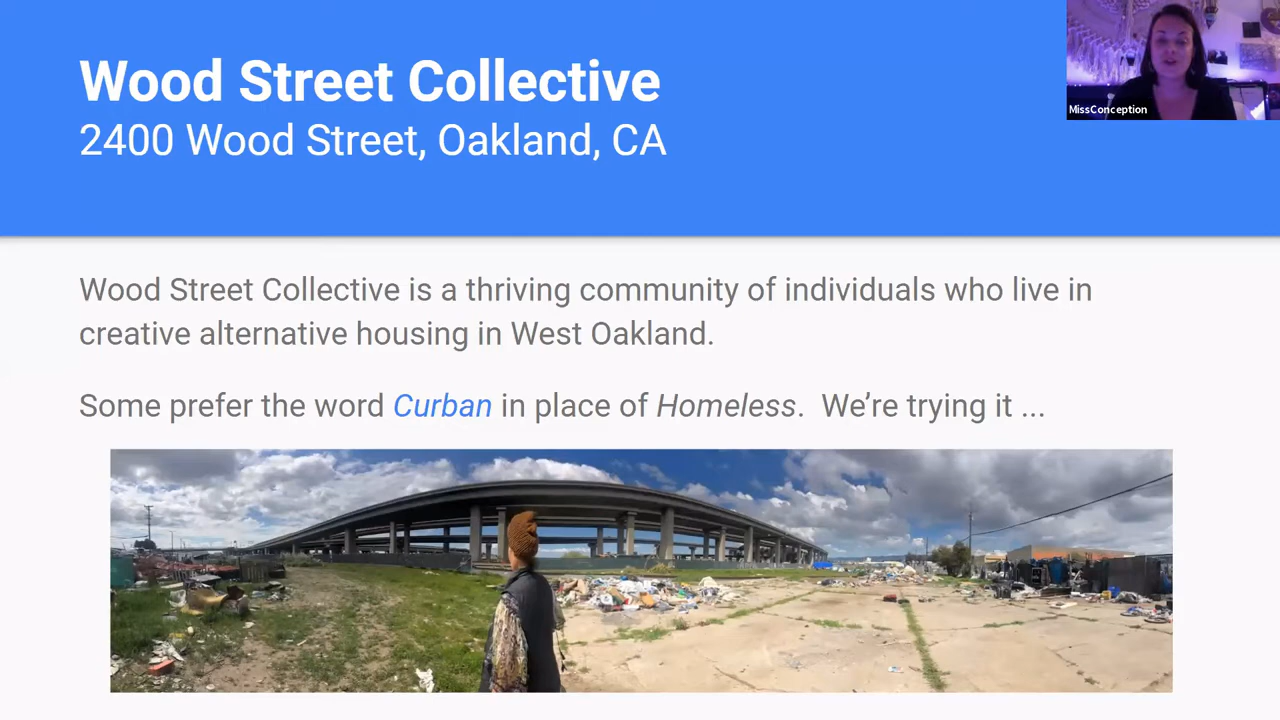 Wood Street Collective
2400 Wood Street, Oakland, CA
MissConception
Wood Street Collective is a thriving community of individuals who live in
creative alternative housing in West Oakland.
Some prefer the word Curban in place of Homeless.  We’re trying it ...